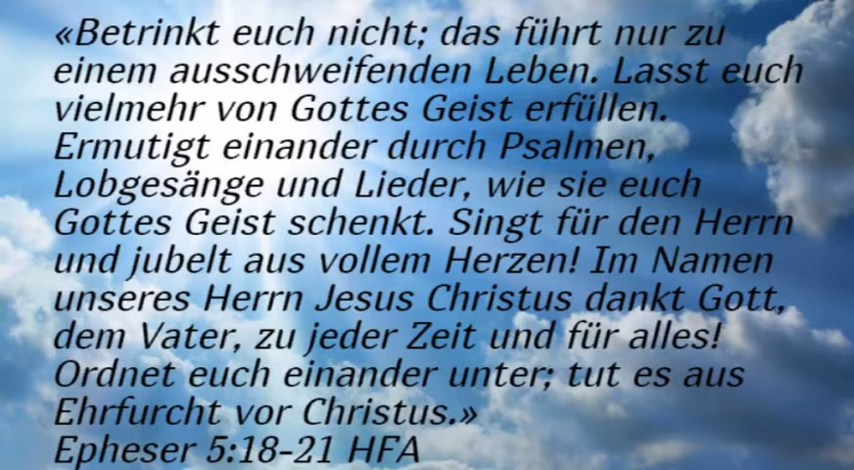 «Betrinkt euch nicht; das führt nur zu
einem ausschweifenden Leben. Lasst euch
vielmehr von Gottes Geist erfüllen.
Ermutigt einander durch Psalmen,
Lobgesänge und Lieder, wie sie euch
Gottes Geist schenkt. Singt für den Herrn
und jubelt aus vollem Herzen! Im Namen
unseres Herrn Jesus Christus dankt Gott,
dem Vater, zu jeder Zeit und für alles!
Ordnet euch einander unter; tut es aus
Ehrfurcht vor Christus.»
Epheser 5:18-21 HFA